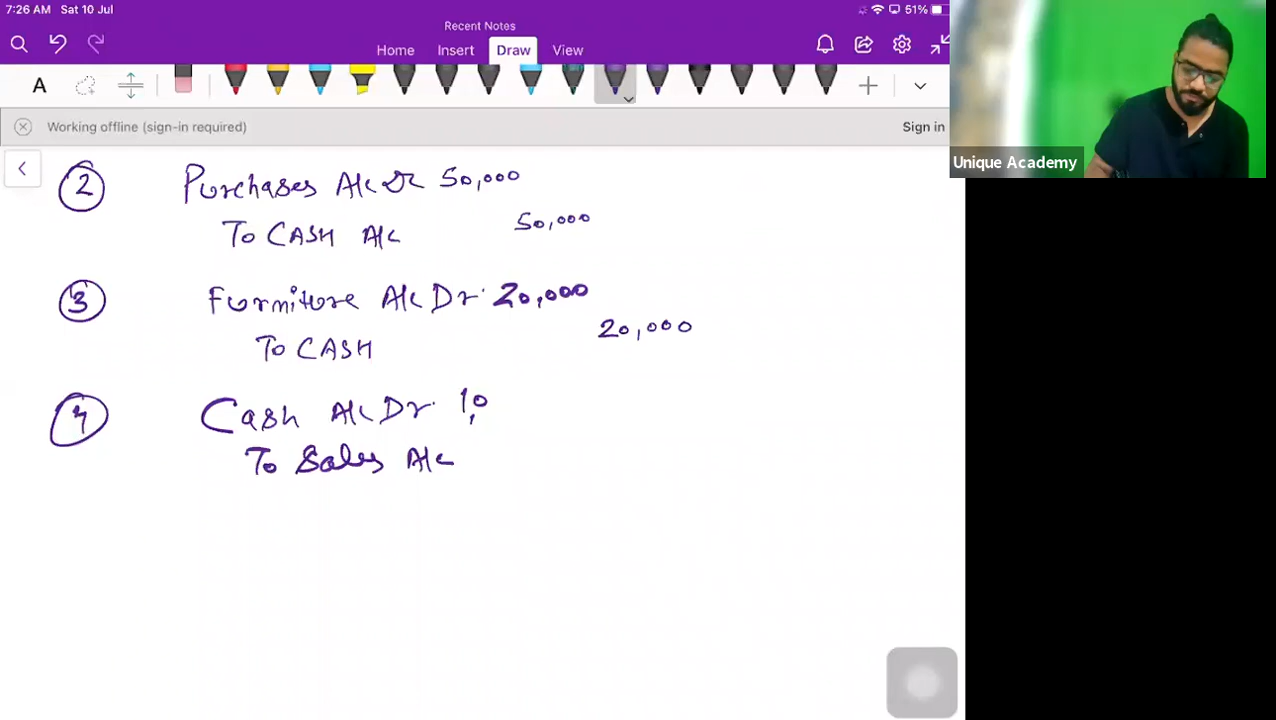 7:26 AM Sat 10 Jul
51%
Recent Notes
Home Insert Draw View
A
Working offline (sign-in required)
Sign in
Unique Academy
2 Purchases A/c Dr 50,000
To CASH A/c 50,000
3 Furniture A/c Dr. 20,000
To CASH 20,000
4 Cash A/c Dr. 10,
To Sales A/c